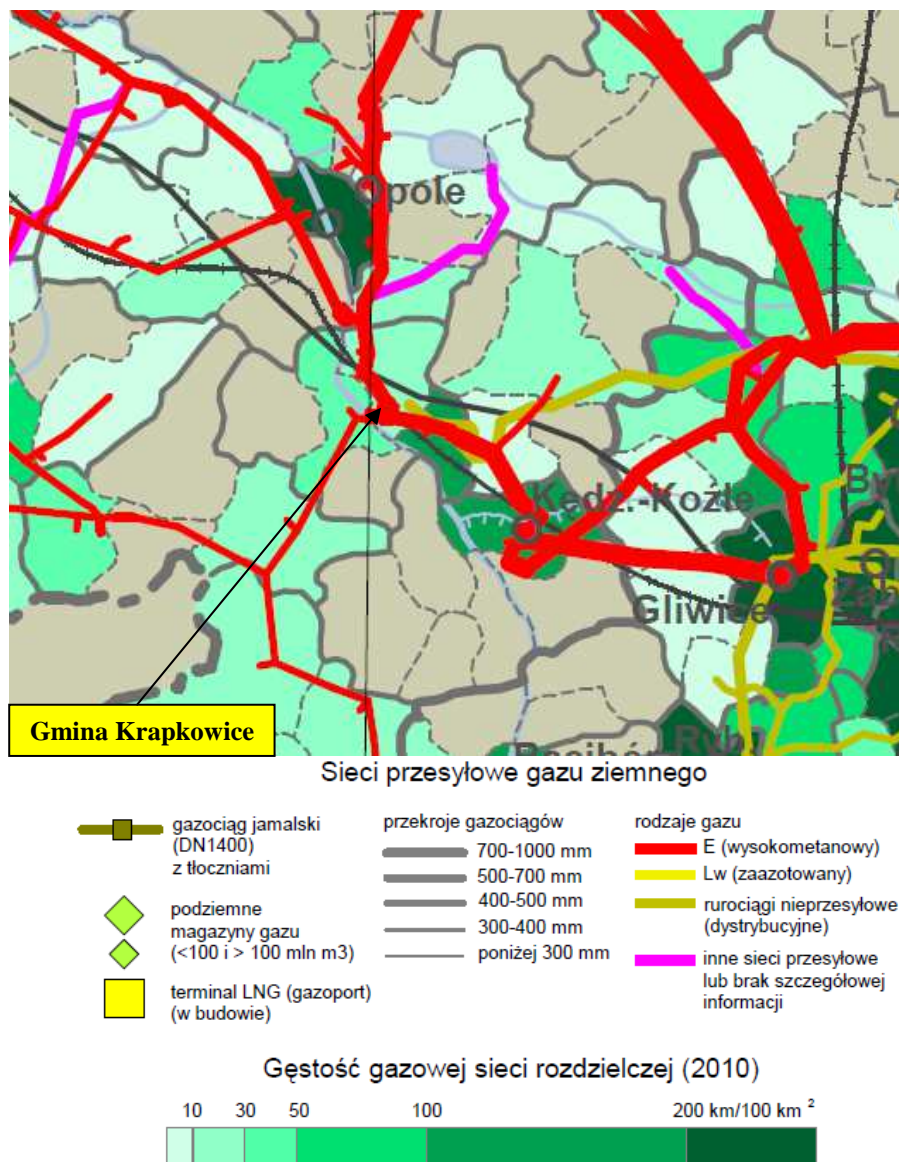 Opole
Kędz.-Koźle
By
Zab
Gliwice
Gmina Krapkowice
Rybn
Sieci przesyłowe gazu ziemnego
gazociąg jamalski
(DN1400)
z tłoczniami
podziemne
magazyny gazu
(<100 i > 100 mln m3)
terminal LNG (gazoport)
(w budowie)
przekroje gazociągów
700-1000 mm
500-700 mm
400-500 mm
300-400 mm
poniżej 300 mm
rodzaje gazu
E (wysokometanowy)
Lw (zaazotowany)
rurociągi nieprzesyłowe
(dystrybucyjne)
inne sieci przesyłowe
lub brak szczegółowej
informacji
Gęstość gazowej sieci rozdzielczej (2010)
10 30 50 100 200 km/100 km ²